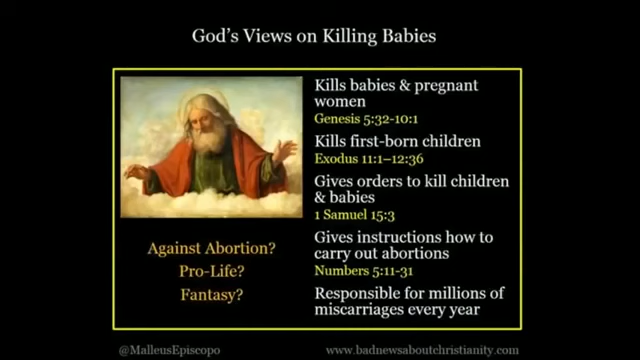 God's Views on Killing Babies
Kills babies & pregnant
women
Genesis 5:32-10:1
Kills first-born children
Exodus 11:1–12:36
Gives orders to kill children
& babies
1 Samuel 15:3
Gives instructions how to
carry out abortions
Numbers 5:11-31
Responsible for millions of
miscarriages every year
Against Abortion?
Pro-Life?
Fantasy?
@MalleusEpiscopo
www.badnewsaboutchristianity.com